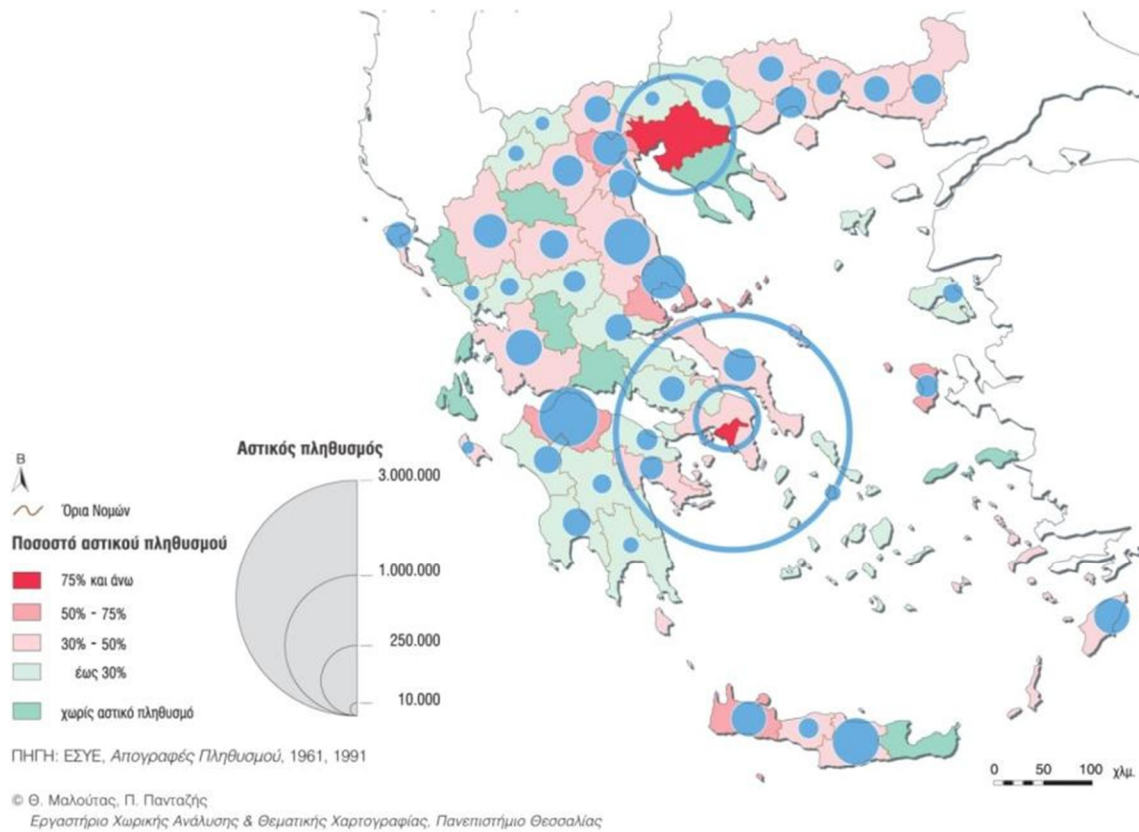 Β
Όρια Νομών
Ποσοστό αστικού πληθυσμού
75% και άνω
50% - 75%
30% - 50%
έως 30%
χωρίς αστικό πληθυσμό
Αστικός πληθυσμός
3.000.000
1.000.000
250.000
10.000
0 50 100 χλμ.
ΠΗΓΗ: ΕΣΥΕ, Απογραφές Πληθυσμού, 1961, 1991
© Θ. Μαλούτας, Π. Πανταζής
Εργαστήριο Χωρικής Ανάλυσης & Θεματικής Χαρτογραφίας, Πανεπιστήμιο Θεσσαλίας